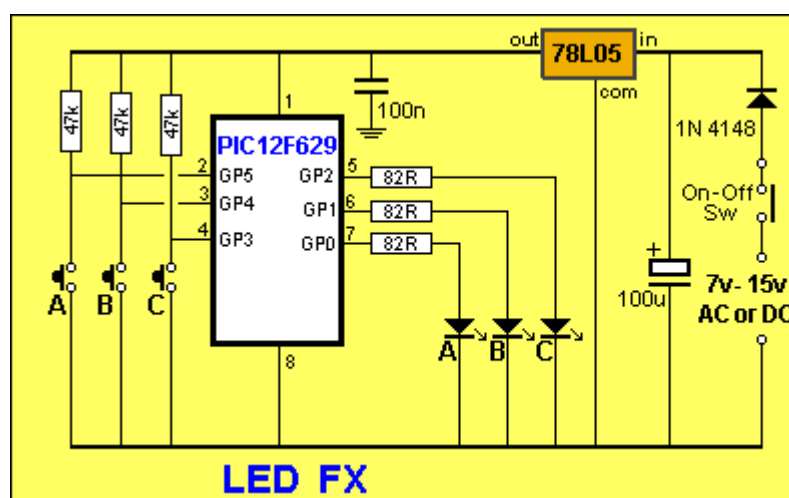 out
78L05
in
com
1
100n
47k
47k
47k
1N 4148
PIC12F629
2
GP5
GP2
5
82R
3
GP4
GP1
6
82R
4
GP3
GP0
7
82R
On-Off
Sw
+
100u
7v- 15v
AC or DC
A
B
C
A
B
C
8
LED FX